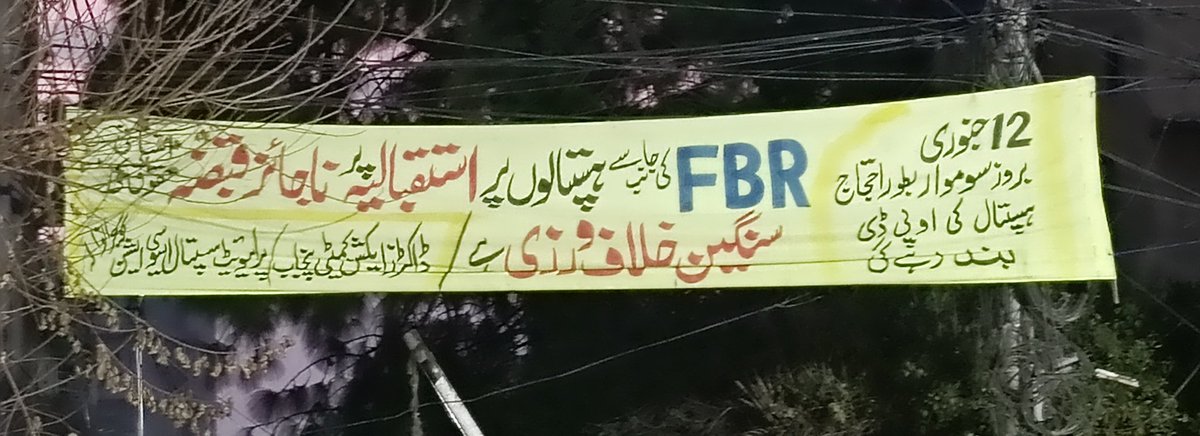 12 جنوری
بروز سوموار بطور احتجاج
ہسپتال کی او پی ڈی
بند رہے گی
FBR کی جانب سے ہسپتالوں پر استقبالیہ پر ناجائز قبضہ
سنگین خلاف ورزی ہے
ڈاکٹرز ایکشن کمیٹی پنجاب / پرائیویٹ ہسپتال ایسوسی ایشن